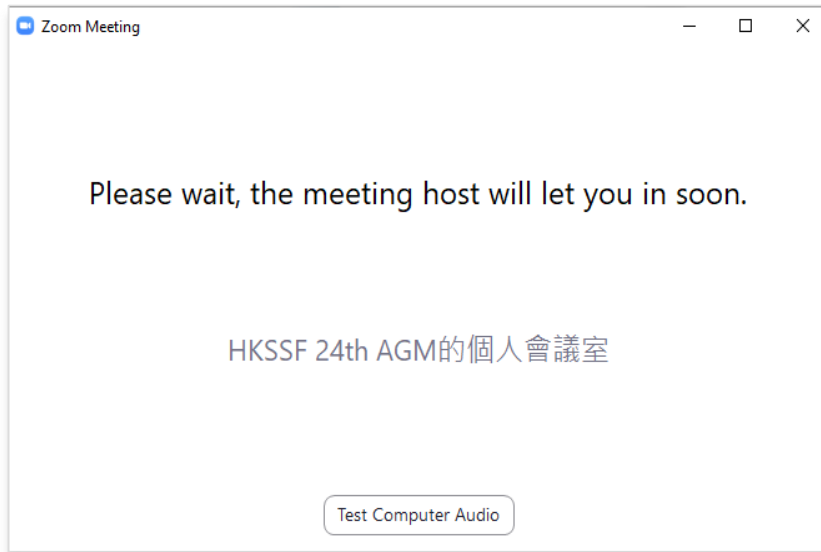 Zoom Meeting
Please wait, the meeting host will let you in soon.
HKSSF 24th AGM的個人會議室
Test Computer Audio